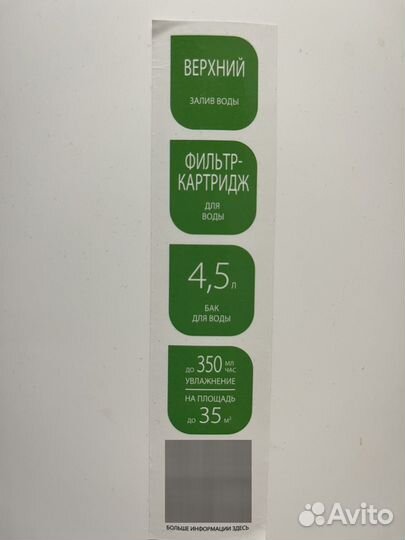 ВЕРХНИЙ
ЗАЛИВ ВОДЫ
ФИЛЬТР-
КАРТРИДЖ
ДЛЯ
ВОДЫ
4,5 л
БАК
ДЛЯ ВОДЫ
ДО 350 МЛ/ЧАС
УВЛАЖНЕНИЕ
НА ПЛОЩАДЬ
ДО 35 М²
БОЛЬШЕ ИНФОРМАЦИИ ЗДЕСЬ
Avito